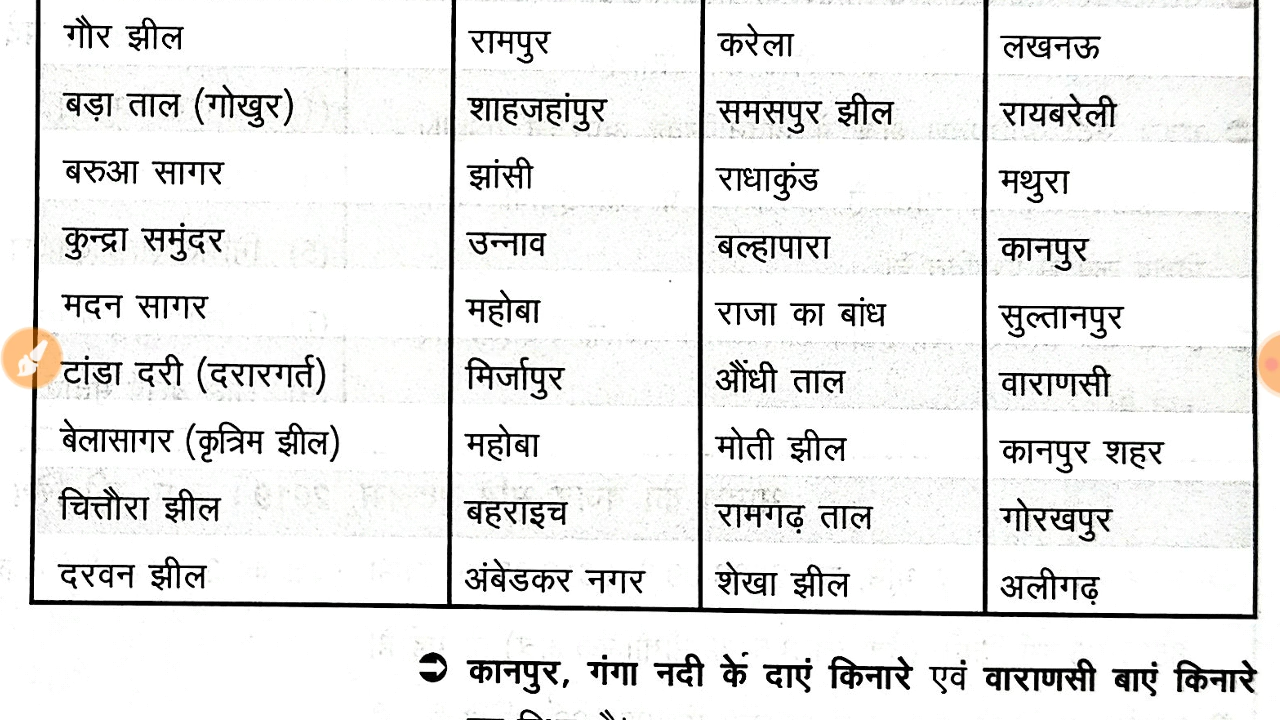 गौर झील रामपुर करेला लखनऊ
बड़ा ताल (गोखुर) शाहजहांपुर समसपुर झील रायबरेली
बरुआ सागर झांसी राधाकुंड मथुरा
कुन्द्रा समुंदर उन्नाव बल्हापारा कानपुर
मदन सागर महोबा राजा का बांध सुल्तानपुर
टांडा दरी (दरारगर्त) मिर्जापुर औंधी ताल वाराणसी
बेलासागर (कृत्रिम झील) महोबा मोती झील कानपुर शहर
चित्तौरा झील बहराइच रामगढ़ ताल गोरखपुर
दरवन झील अंबेडकर नगर शेखा झील अलीगढ़
➲ कानपुर, गंगा नदी के दाएं किनारे एवं वाराणसी बाएं किनारे